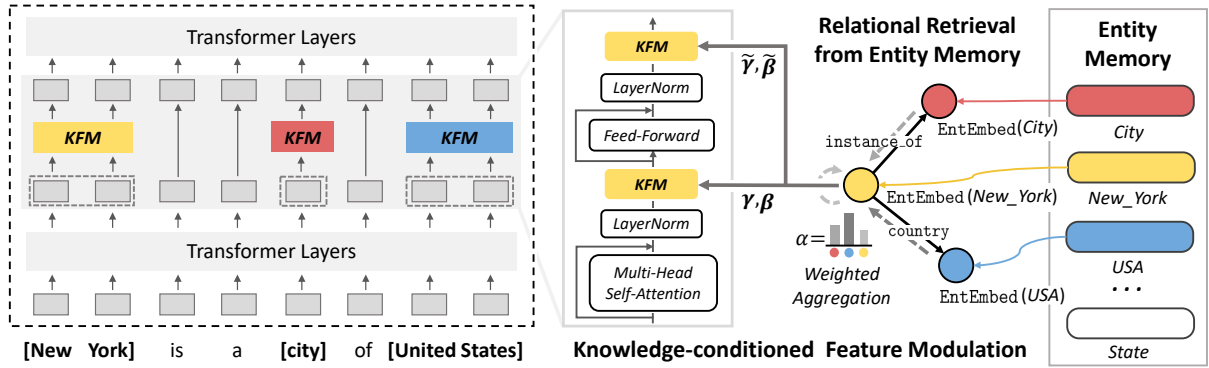 Transformer Layers
KFM
KFM
KFM
Transformer Layers
[New York] is a [city] of [United States]
KFM
LayerNorm
Feed-Forward
KFM
LayerNorm
Multi-Head
Self-Attention
γ̃, β̃
γ, β
Knowledge-conditioned Feature Modulation
Relational Retrieval
from Entity Memory
EntEmbed(City)
instance_of
EntEmbed(New_York)
country
α=
Weighted
Aggregation
EntEmbed(USA)
Entity
Memory
City
New_York
USA
...
State